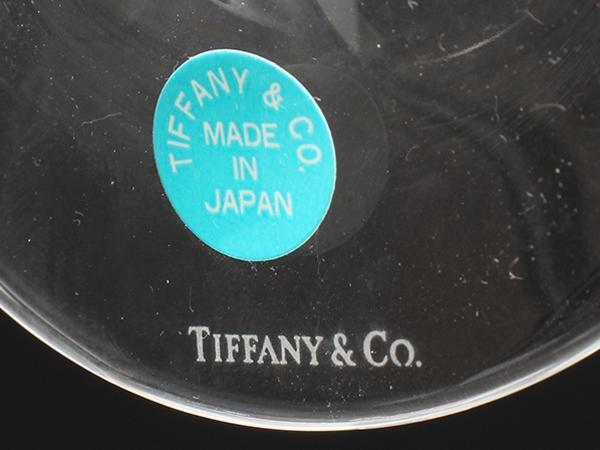 TIFFANY & CO.
MADE
IN
JAPAN
TIFFANY & CO.